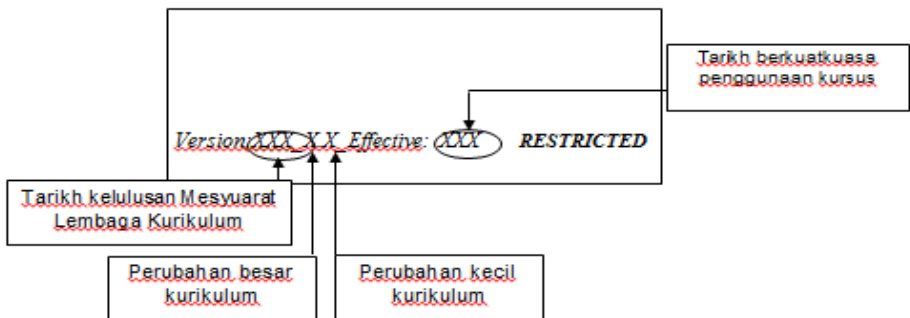 Tarikh berkuatkuasa
penggunaan kursus
Version:XXX_X.X_Effective: XXX RESTRICTED
Tarikh kelulusan Mesyuarat
Lembaga Kurikulum
Perubahan besar
kurikulum
Perubahan kecil
kurikulum